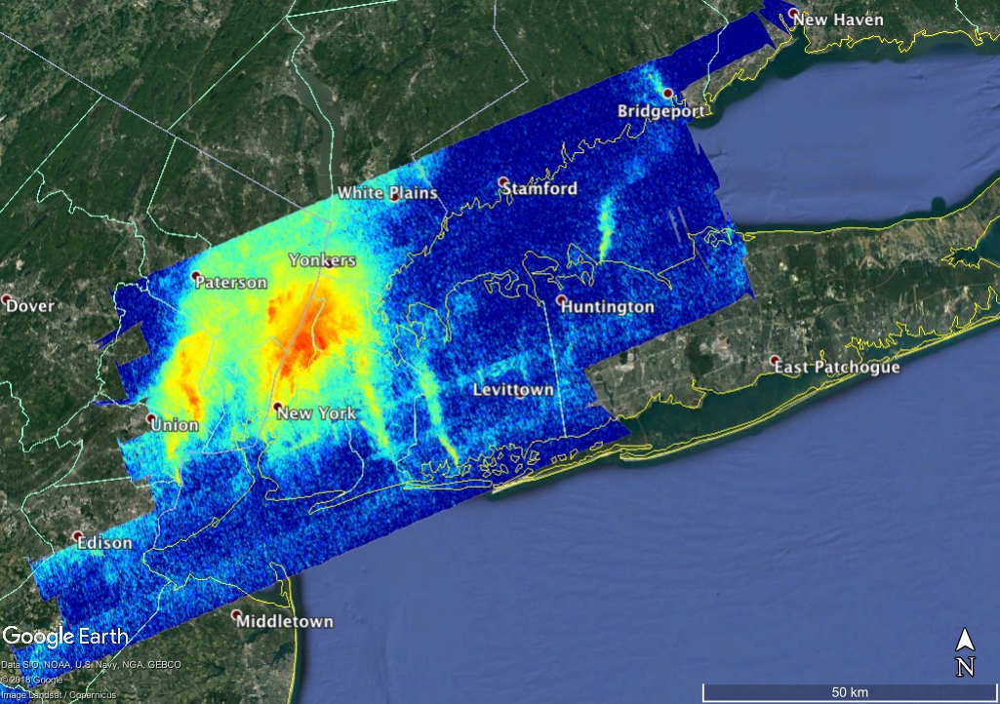 New Haven
Bridgeport
White Plains
Stamford
Yonkers
Paterson
Dover
Huntington
East Patchogue
Levittown
New York
Union
Edison
Middletown
Google Earth
Data SIO, NOAA, U.S. Navy, NGA, GEBCO
© 2018 Google
Image Landsat / Copernicus
N
50 km